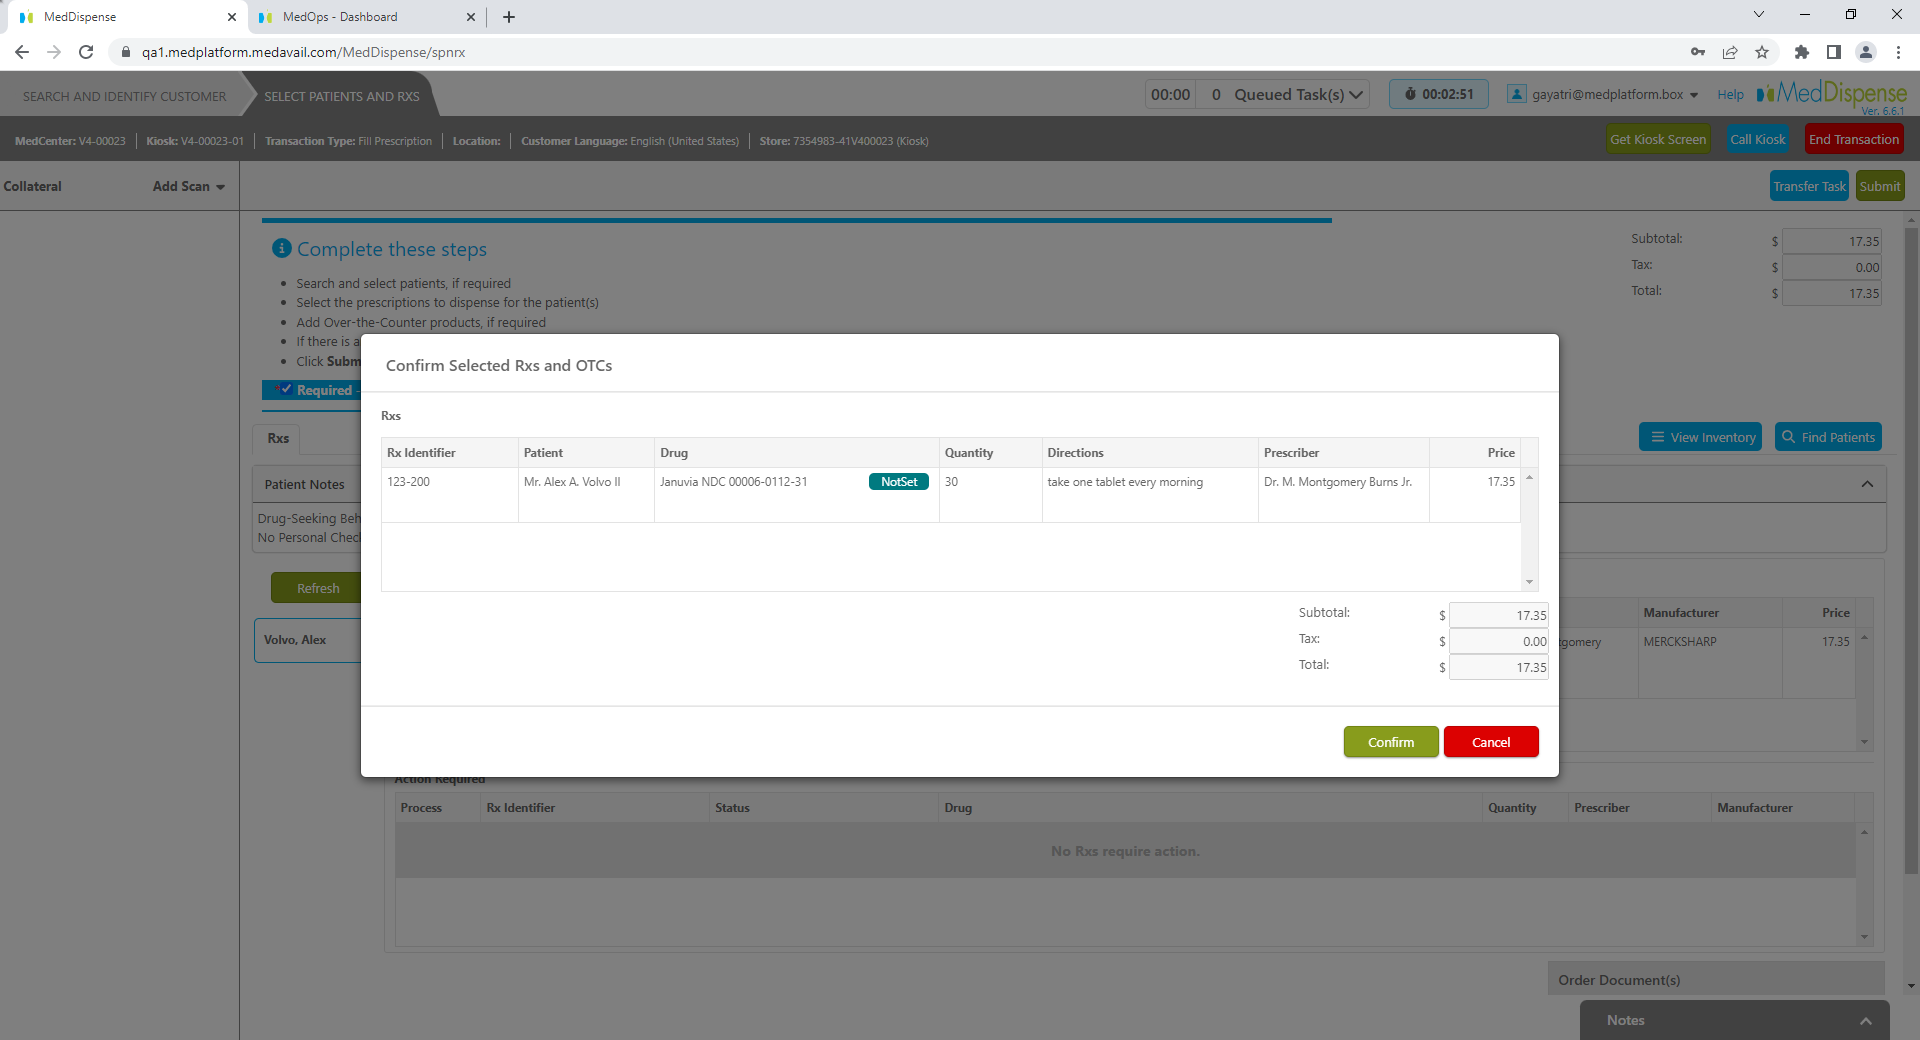 MedDispense
MedOps - Dashboard
qa1.medplatform.medavail.com/MedDispense/spnrx
SEARCH AND IDENTIFY CUSTOMER
SELECT PATIENTS AND RXS
00:00 0 Queued Task(s)
00:02:51
gayatri@medplatform.box
Help
MedDispense
Ver. 6.6.1
MedCenter: V4-00023
Kiosk: V4-00023-01
Transaction Type: Fill Prescription
Location:
Customer Language: English (United States)
Store: 7354983-41V400023 (Kiosk)
Get Kiosk Screen
Call Kiosk
End Transaction
Collateral
Add Scan
Transfer Task
Submit
Complete these steps
Search and select patients, if required
Select the prescriptions to dispense for the patient(s)
Add Over-the-Counter products, if required
If there is a
Click Subm
Required -
Subtotal: $ 17.35
Tax: $ 0.00
Total: $ 17.35
Rxs
View Inventory
Find Patients
Patient Notes
Drug-Seeking Beh
No Personal Chec
Refresh
Volvo, Alex
Confirm Selected Rxs and OTCs
Rxs
Rx Identifier Patient Drug Quantity Directions Prescriber Price
123-200 Mr. Alex A. Volvo II Januvia NDC 00006-0112-31 NotSet 30 take one tablet every morning Dr. M. Montgomery Burns Jr. 17.35
Subtotal: $ 17.35
Tax: $ 0.00
Total: $ 17.35
Confirm
Cancel
Manufacturer Price
tgomery MERCKSHARP 17.35
Action Required
Process Rx Identifier Status Drug Quantity Prescriber Manufacturer
No Rxs require action.
Order Document(s)
Notes